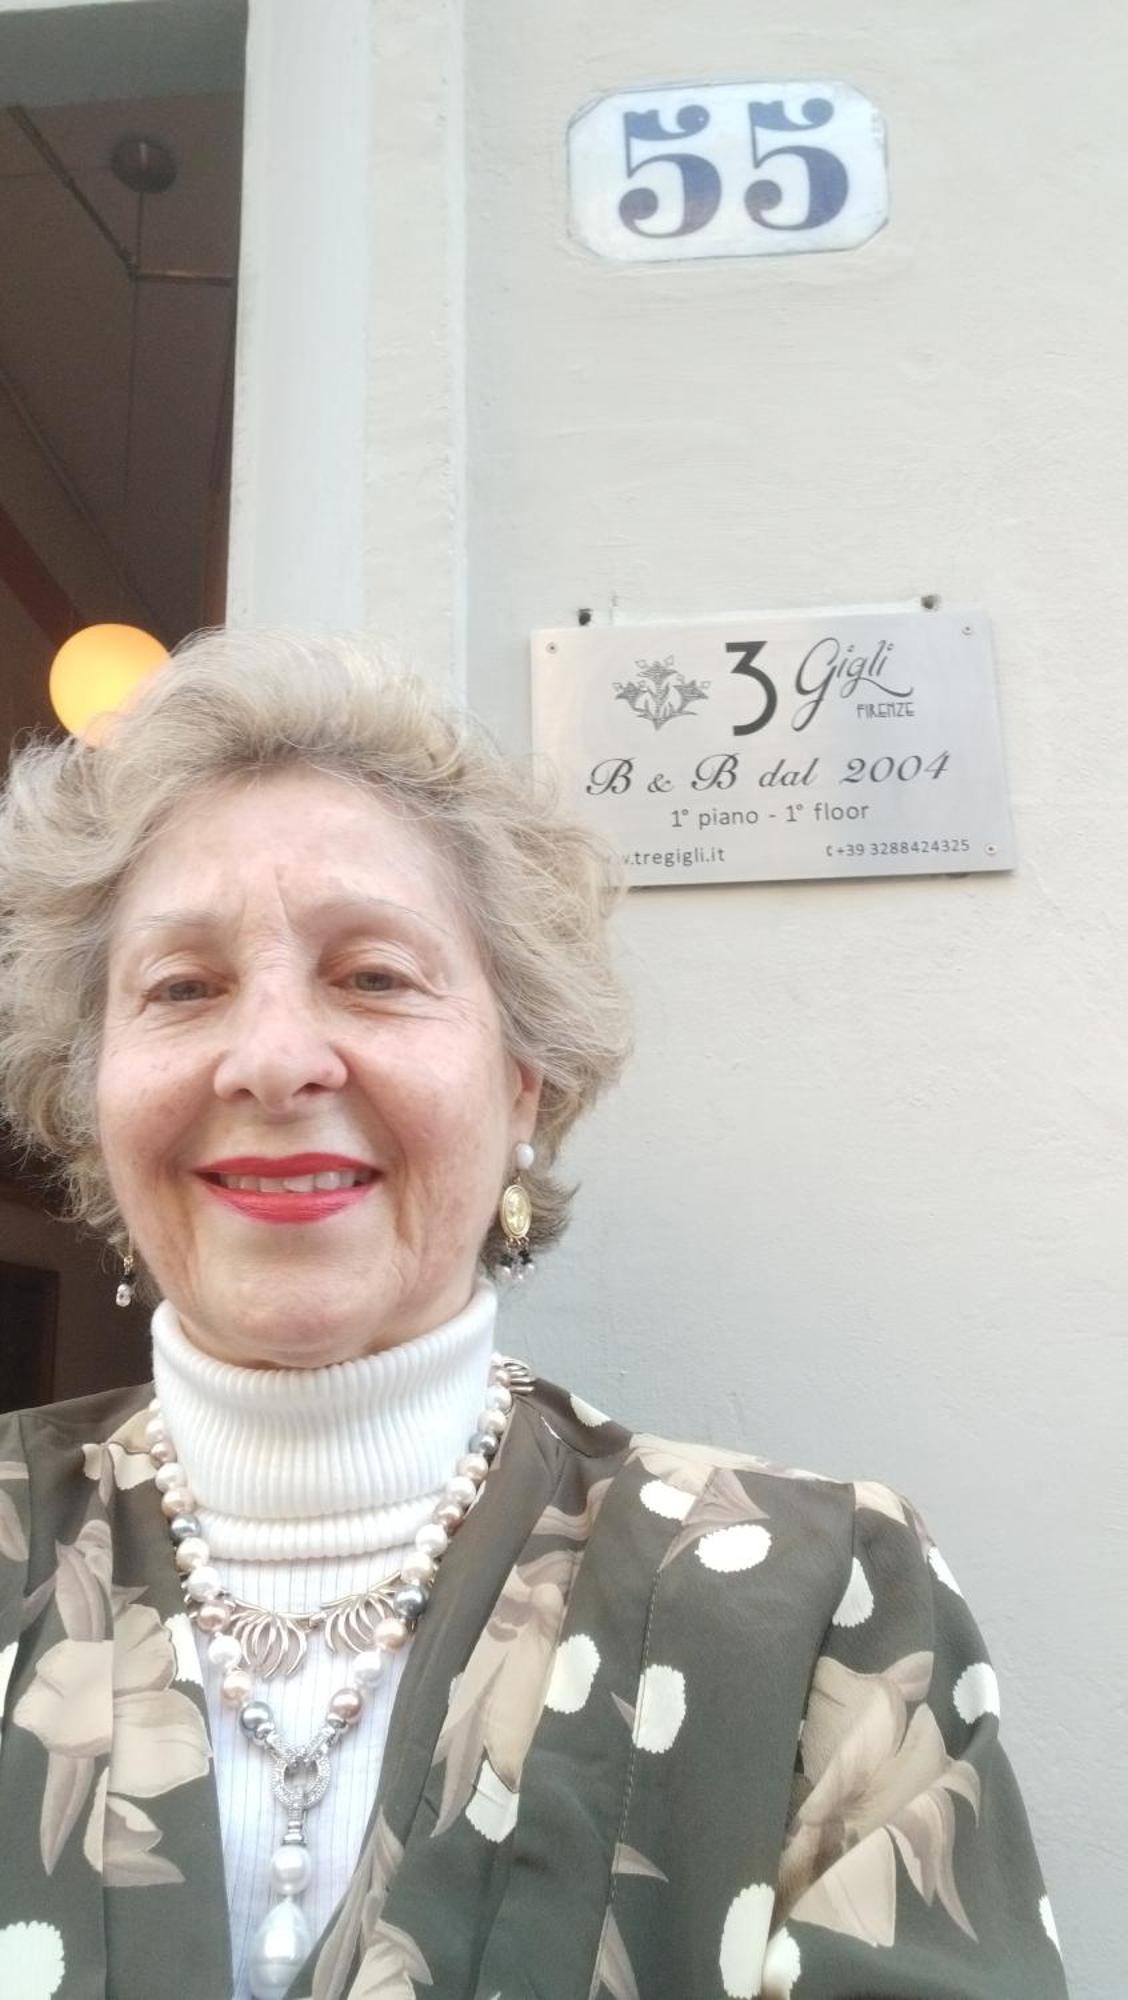 55
3 Gigli
FIRENZE
B & B dal 2004
1° piano - 1° floor
w.tregigli.it +39 3288424325